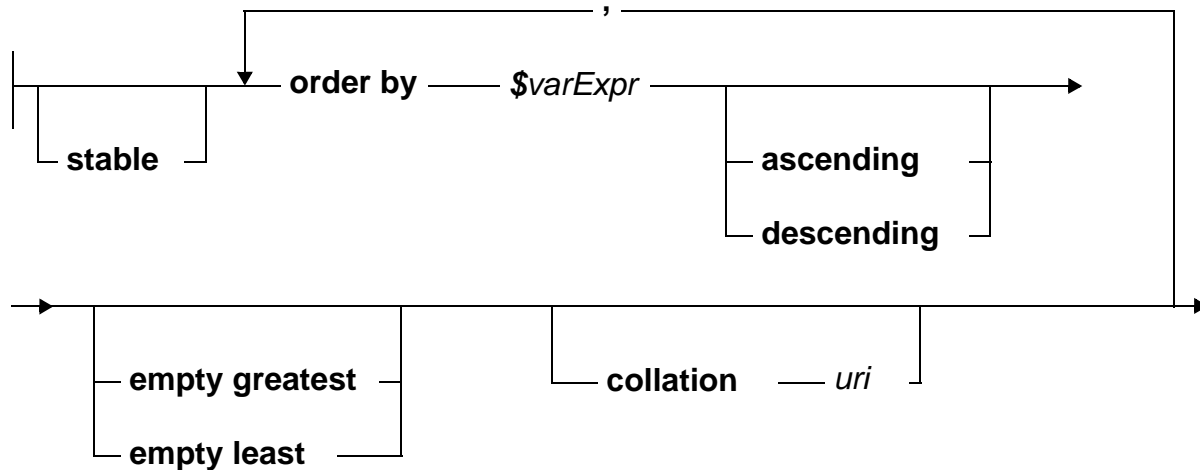 ,
order by $varExpr
stable ascending
descending
empty greatest collation uri
empty least